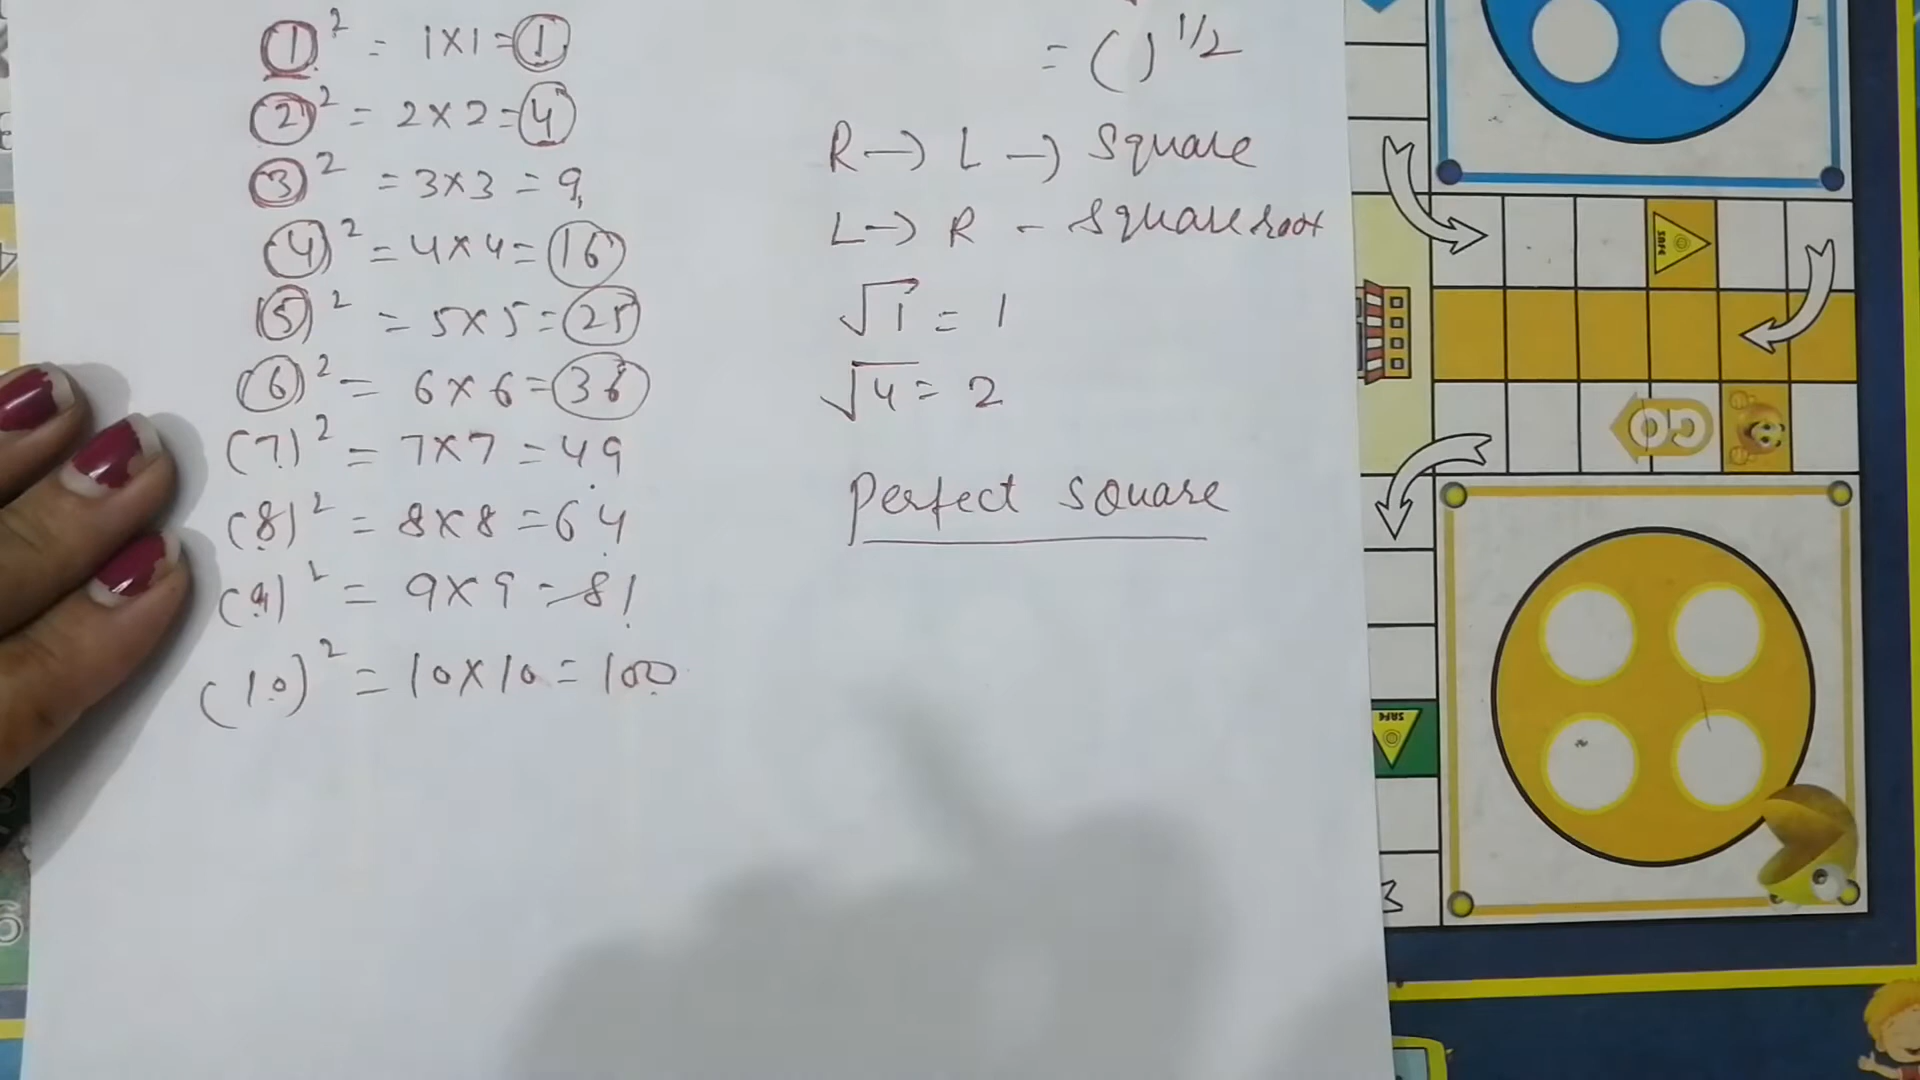 (1)² = 1×1 = 1
(2)² = 2×2 = 4
(3)² = 3×3 = 9
(4)² = 4×4 = 16
(5)² = 5×5 = 25
(6)² = 6×6 = 36
(7)² = 7×7 = 49
(8)² = 8×8 = 64
(9)² = 9×9 = 81
(10)² = 10×10 = 100
= ( )^1/2
R → L → Square
L → R - Square root
√1 = 1
√4 = 2
Perfect Square
SAFE
GO
SAFE